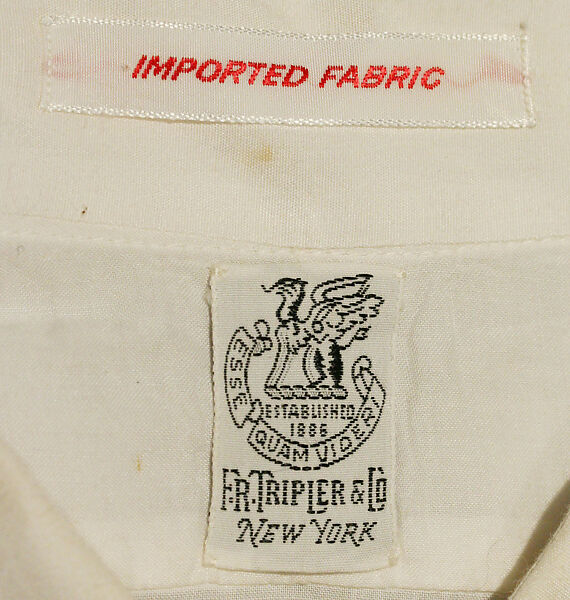 IMPORTED FABRIC
ESSE
ESTABLISHED
1886
QUAM VIDERI
F.R. TRIPLER & CO
NEW YORK